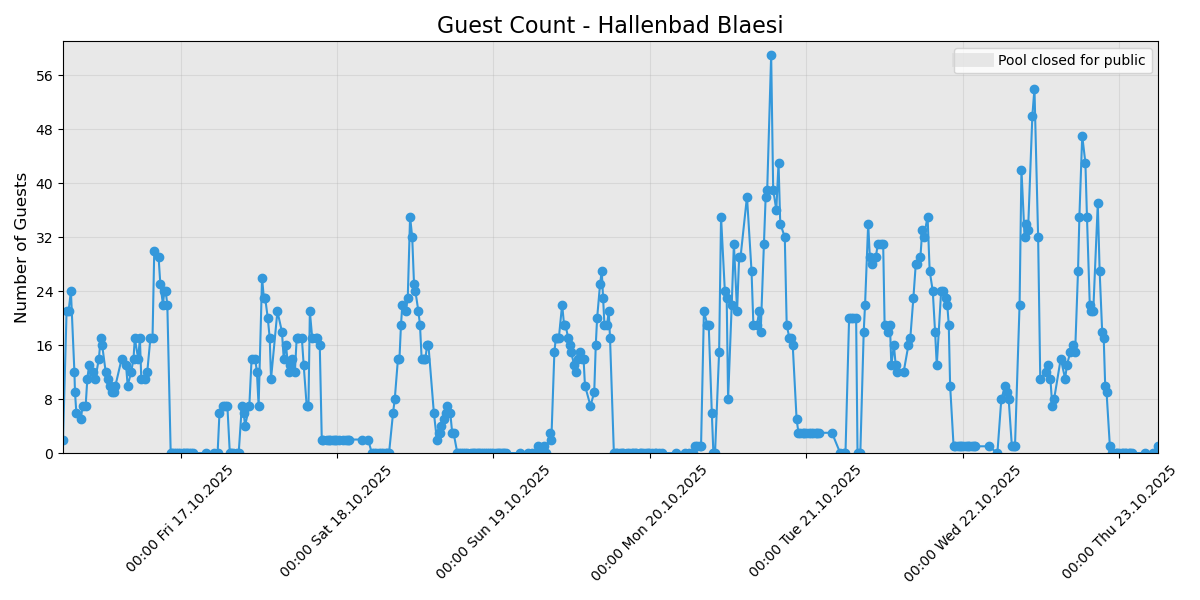 Guest Count - Hallenbad Blaesi
Pool closed for public
Number of Guests
56
48
40
32
24
16
8
0
00:00 Fri 17.10.2025
00:00 Sat 18.10.2025
00:00 Sun 19.10.2025
00:00 Mon 20.10.2025
00:00 Tue 21.10.2025
00:00 Wed 22.10.2025
00:00 Thu 23.10.2025